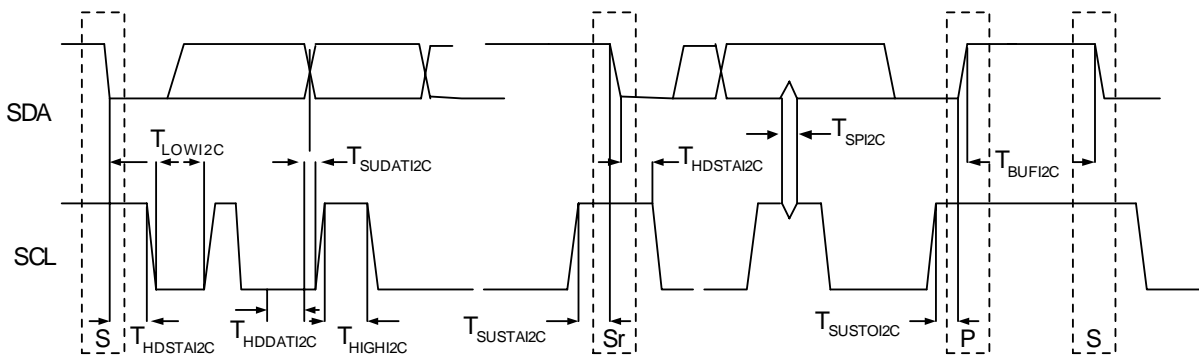 SDA
T_LOWI2C
T_SUDATI2C
T_HDSTAI2C
T_SPI2C
T_BUFI2C
SCL
S
T_HDSTAI2C
T_HDDATI2C
T_HIGHI2C
T_SUSTAI2C
Sr
T_SUSTOI2C
P
S